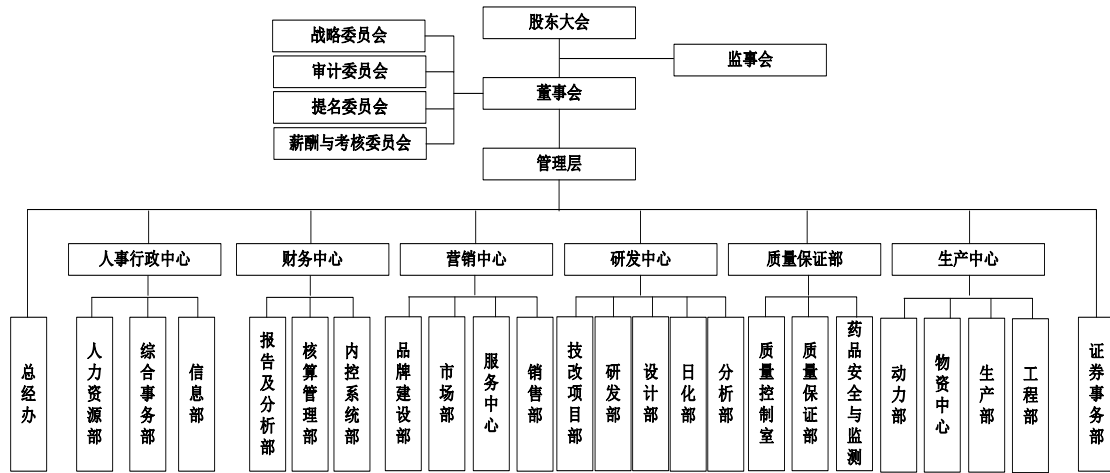 股东大会
战略委员会
监事会
审计委员会
董事会
提名委员会
薪酬与考核委员会
管理层
人事行政中心
财务中心
营销中心
研发中心
质量保证部
生产中心
总经办
人力资源部
综合事务部
信息部
报告及分析部
核算管理部
内控系统部
品牌建设部
市场部
服务中心
销售部
技改项目部
研发部
设计部
日化部
分析部
质量控制室
质量保证部
药品安全与监测
动力部
物资中心
生产部
工程部
证券事务部